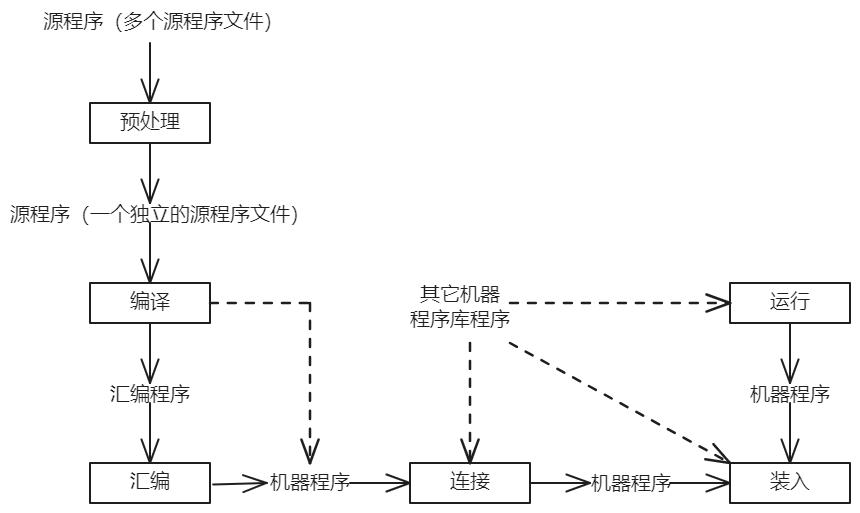 源程序（多个源程序文件）
预处理
源程序（一个独立的源程序文件）
编译
其它机器
程序库程序
运行
汇编程序
机器程序
汇编
机器程序
连接
机器程序
装入